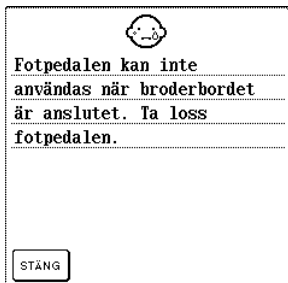 Fotpedalen kan inte
användas när broderbordet
är anslutet. Ta loss
fotpedalen.
STÄNG